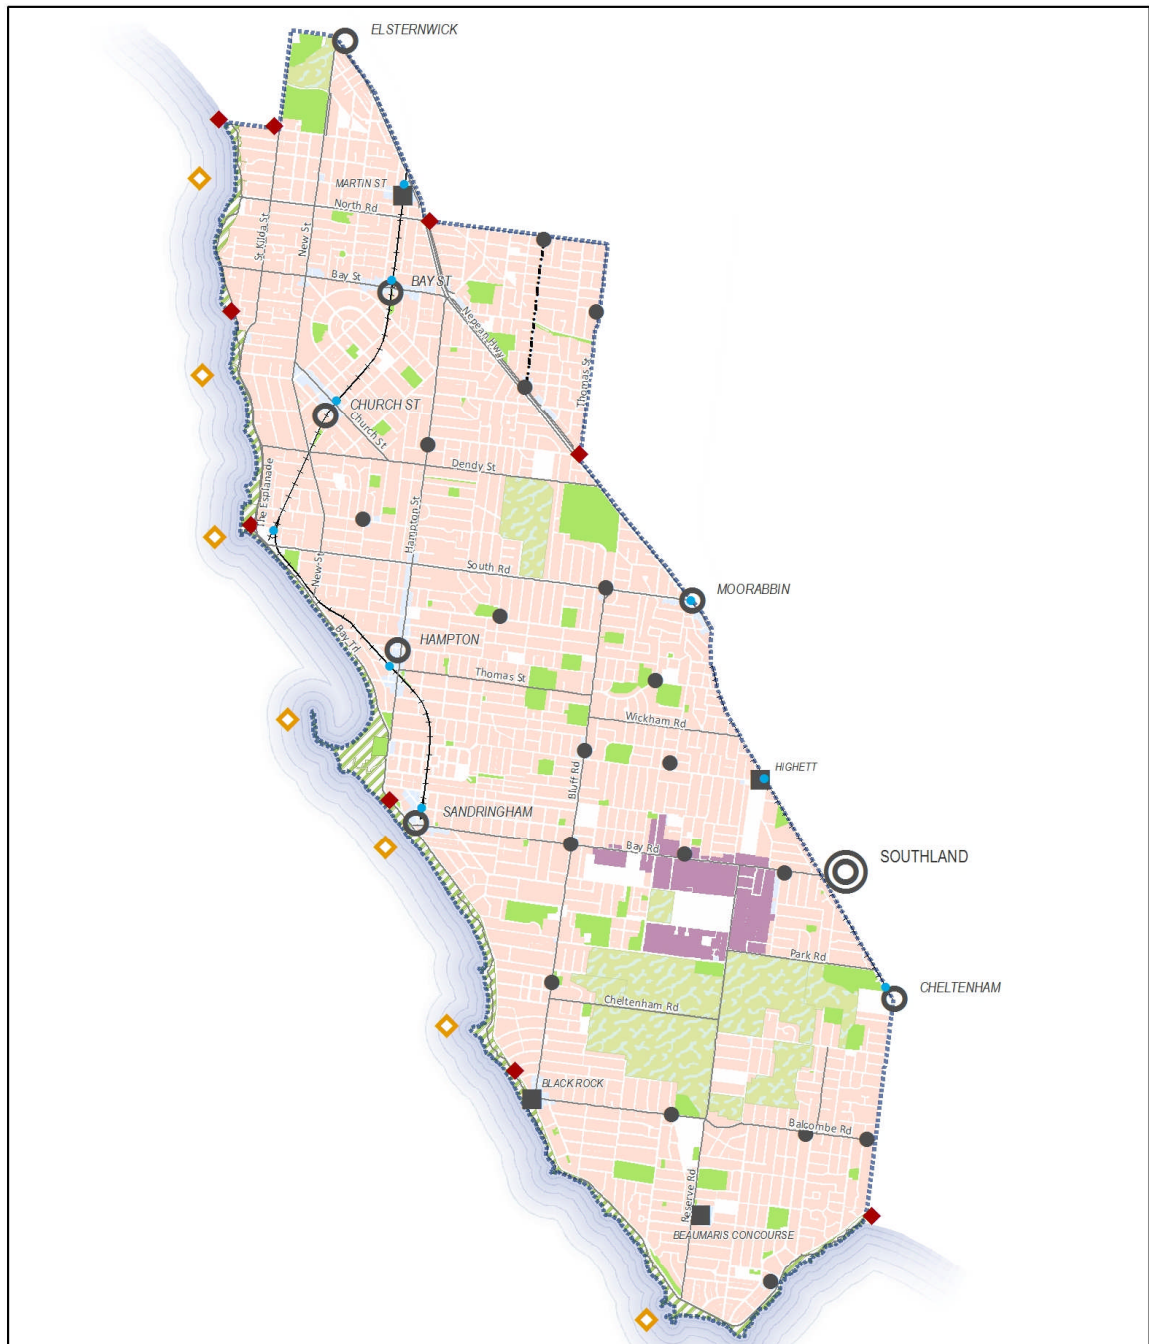 ELSTERNWICK
MARTIN ST
North Rd
St Kilda St
New St
Bay St
BAY ST
Nepean Hwy
Thomas St
CHURCH ST
Church St
Dendy St
The Esplanade
Hampton St
South Rd
New St
MOORABBIN
Bay Trl
HAMPTON
Thomas St
Wickham Rd
Bluff Rd
HIGHETT
SANDRINGHAM
Bay Rd
SOUTHLAND
Park Rd
CHELTENHAM
Cheltenham Rd
BLACK ROCK
Balcombe Rd
Reserve Rd
BEAUMARIS CONCOURSE